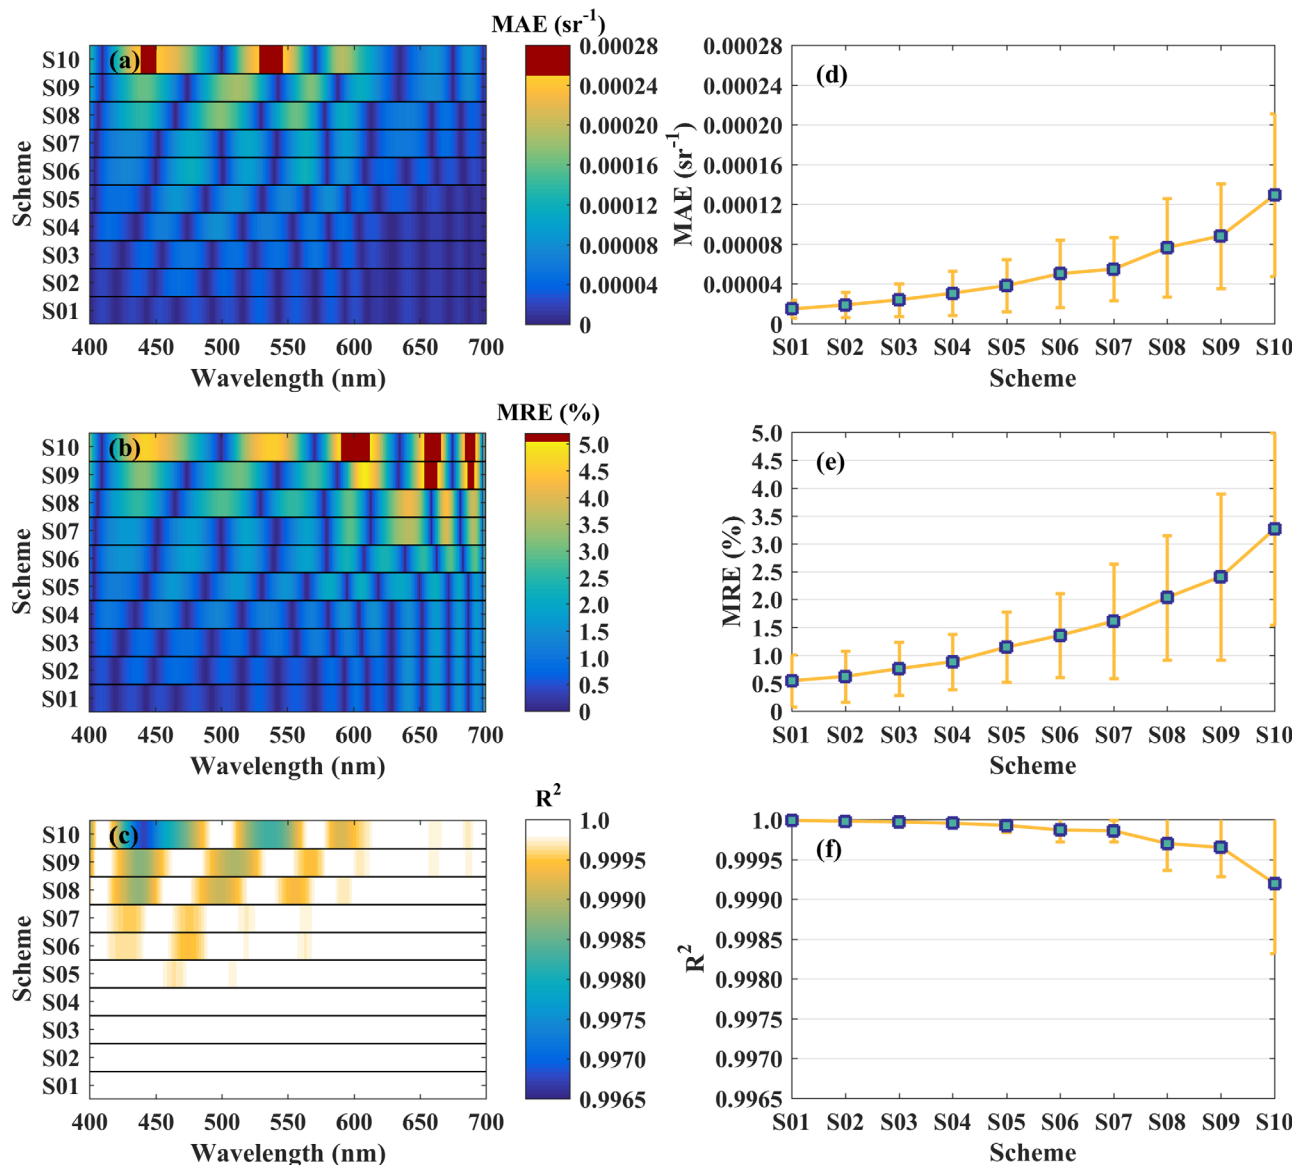 MAE (sr-1)
(a)
S10
S09
S08
S07
S06
S05
S04
S03
S02
S01
Scheme
400 450 500 550 600 650 700
Wavelength (nm)
0.00028
0.00024
0.00020
0.00016
0.00012
0.00008
0.00004
0
(d)
0.00028
0.00024
0.00020
0.00016
0.00012
0.00008
0.00004
0
MAE (sr-1)
S01 S02 S03 S04 S05 S06 S07 S08 S09 S10
Scheme
MRE (%)
(b)
S10
S09
S08
S07
S06
S05
S04
S03
S02
S01
Scheme
400 450 500 550 600 650 700
Wavelength (nm)
5.0
4.5
4.0
3.5
3.0
2.5
2.0
1.5
1.0
0.5
0
(e)
5.0
4.5
4.0
3.5
3.0
2.5
2.0
1.5
1.0
0.5
0
MRE (%)
S01 S02 S03 S04 S05 S06 S07 S08 S09 S10
Scheme
R2
(c)
S10
S09
S08
S07
S06
S05
S04
S03
S02
S01
Scheme
400 450 500 550 600 650 700
Wavelength (nm)
1.0
0.9995
0.9990
0.9985
0.9980
0.9975
0.9970
0.9965
(f)
1.0
0.9995
0.9990
0.9985
0.9980
0.9975
0.9970
0.9965
R2
S01 S02 S03 S04 S05 S06 S07 S08 S09 S10
Scheme